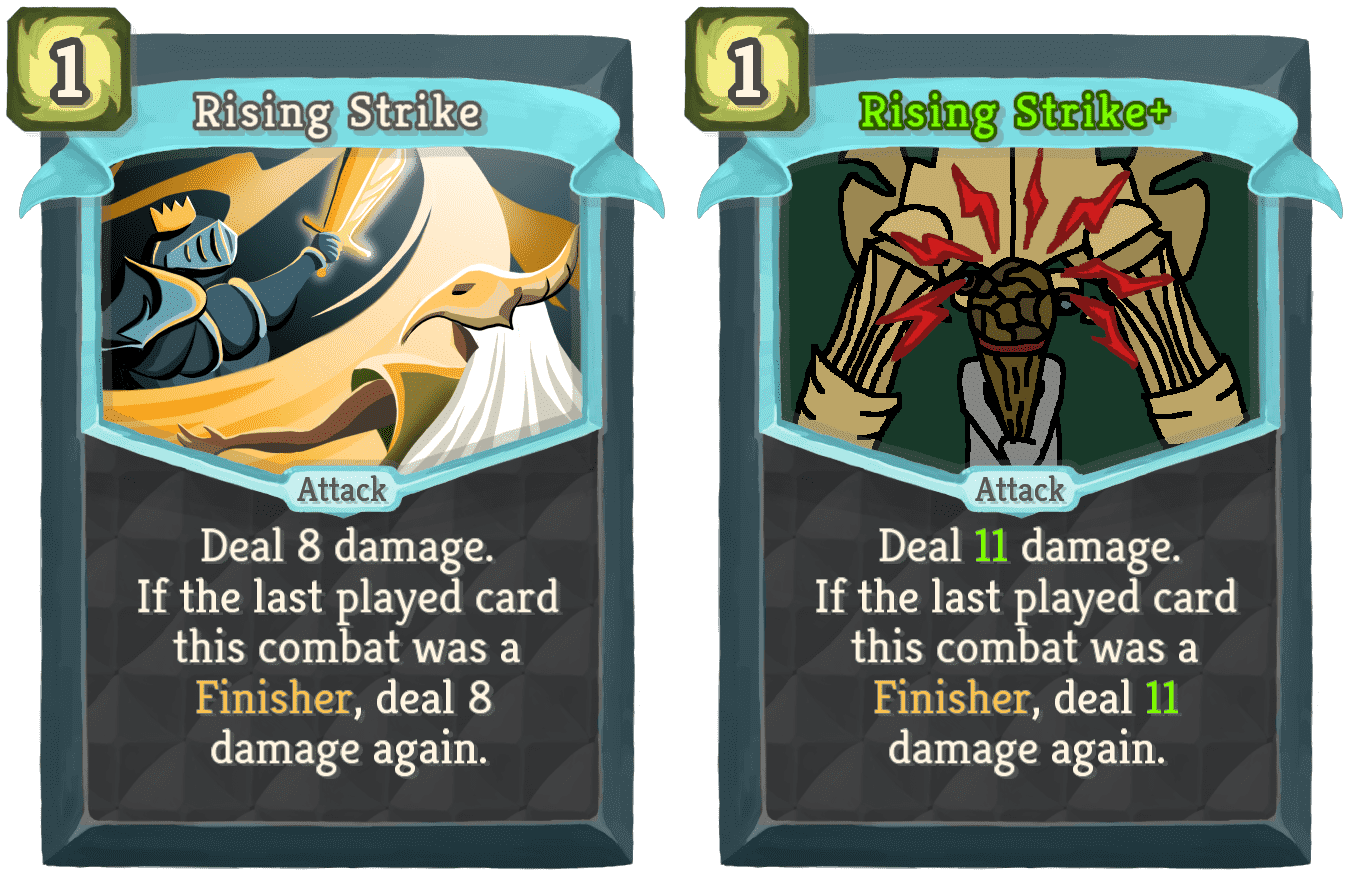 1
Rising Strike
Attack
Deal 8 damage.
If the last played card
this combat was a
Finisher, deal 8
damage again.
1
Rising Strike+
Attack
Deal 11 damage.
If the last played card
this combat was a
Finisher, deal 11
damage again.